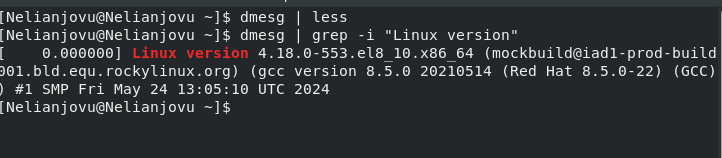 [Nelianjovu@Nelianjovu ~]$ dmesg | less
[Nelianjovu@Nelianjovu ~]$ dmesg | grep -i "Linux version"
[    0.000000] Linux version 4.18.0-553.el8_10.x86_64 (mockbuild@iad1-prod-build
001.bld.equ.rockylinux.org) (gcc version 8.5.0 20210514 (Red Hat 8.5.0-22) (GCC)
) #1 SMP Fri May 24 13:05:10 UTC 2024
[Nelianjovu@Nelianjovu ~]$